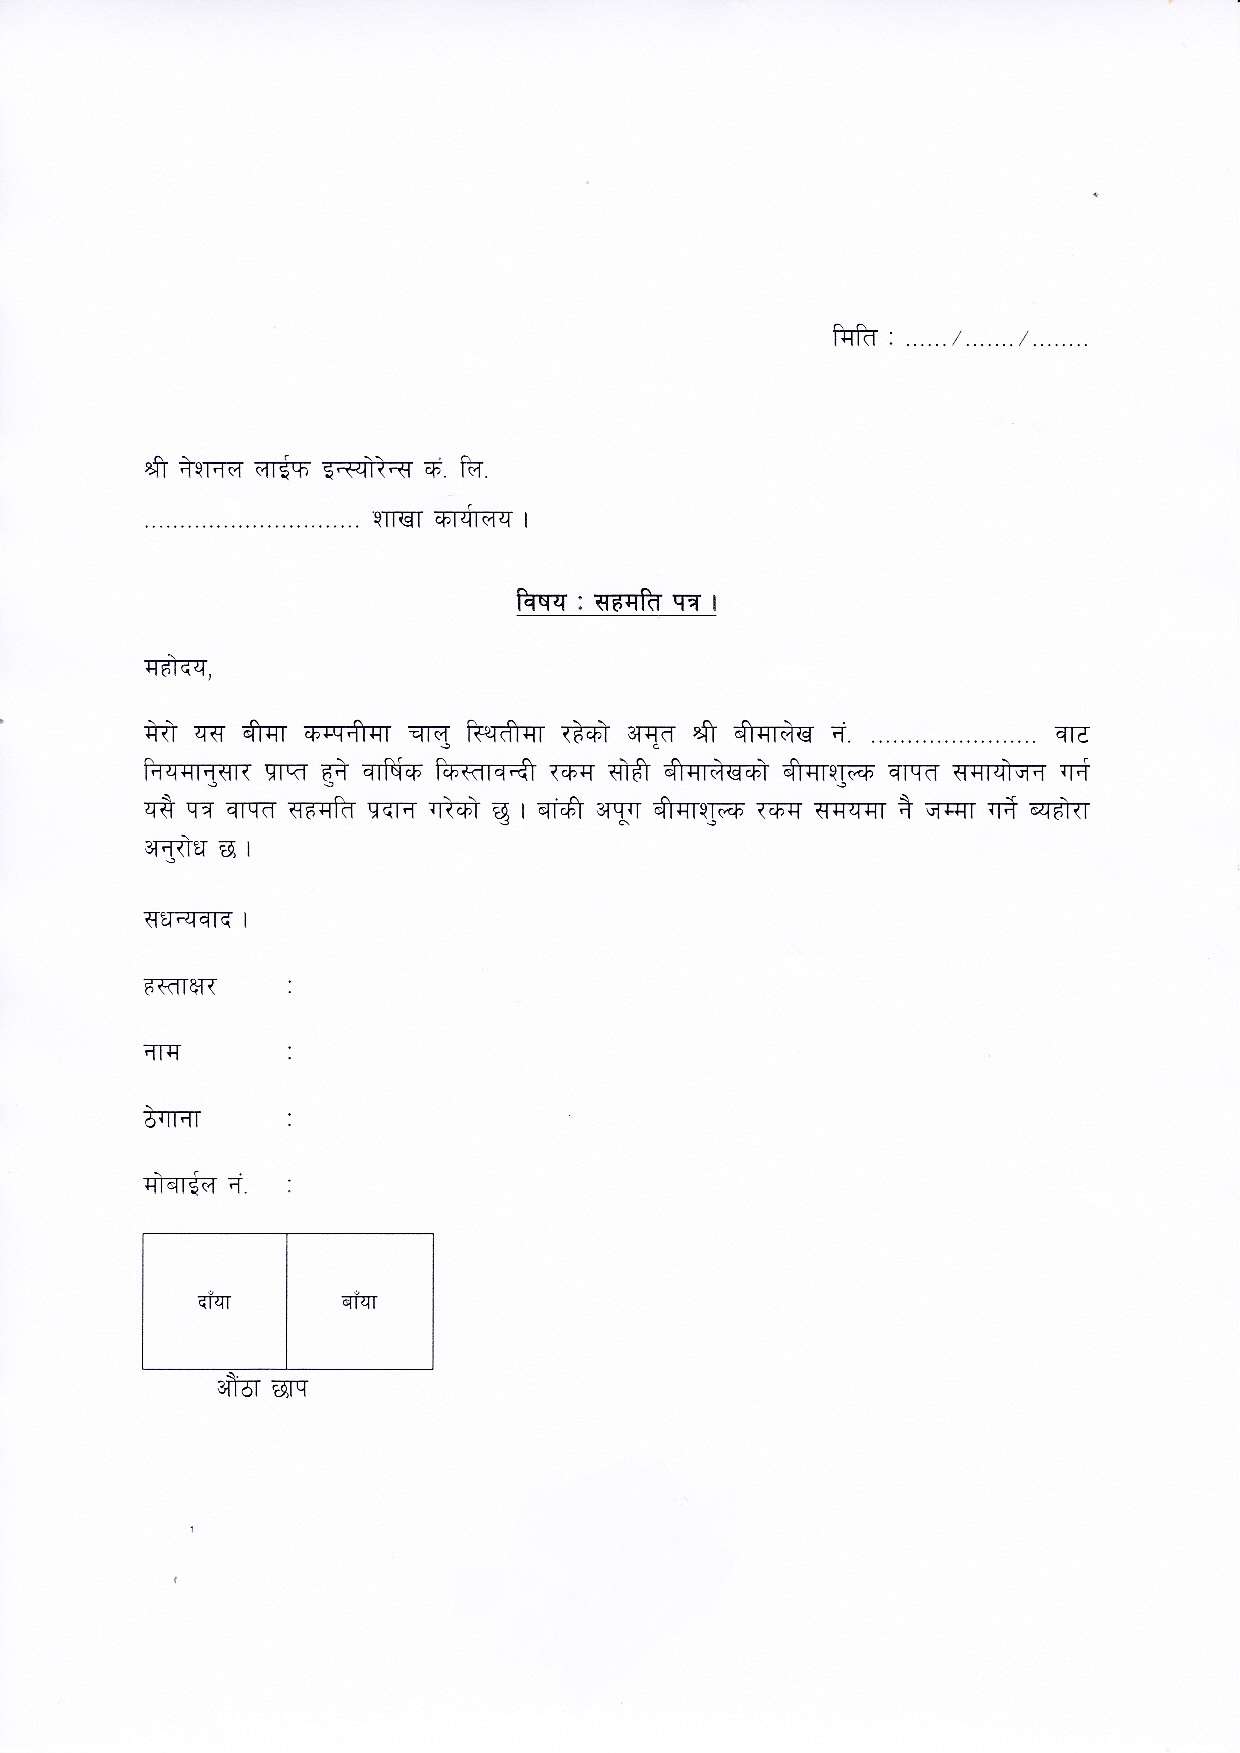 मिति : ....../......./........
श्री नेशनल लाईफ इन्स्योरेन्स कं. लि.
.............................. शाखा कार्यालय ।
विषय : सहमति पत्र ।
महोदय,
मेरो यस बीमा कम्पनीमा चालु स्थितीमा रहेको अमृत श्री बीमालेख नं. ....................... वाट
नियमानुसार प्राप्त हुने वार्षिक किस्तावन्दी रकम सोही बीमालेखको बीमाशुल्क वापत समायोजन गर्न
यसै पत्र वापत सहमति प्रदान गरेको छु । बांकी अपूग बीमाशुल्क रकम समयमा नै जम्मा गर्ने ब्यहोरा
अनुरोध छ ।
सधन्यवाद ।
हस्ताक्षर :
नाम :
ठेगाना :
मोबाईल नं. :
दाँया बाँया
औंठा छाप